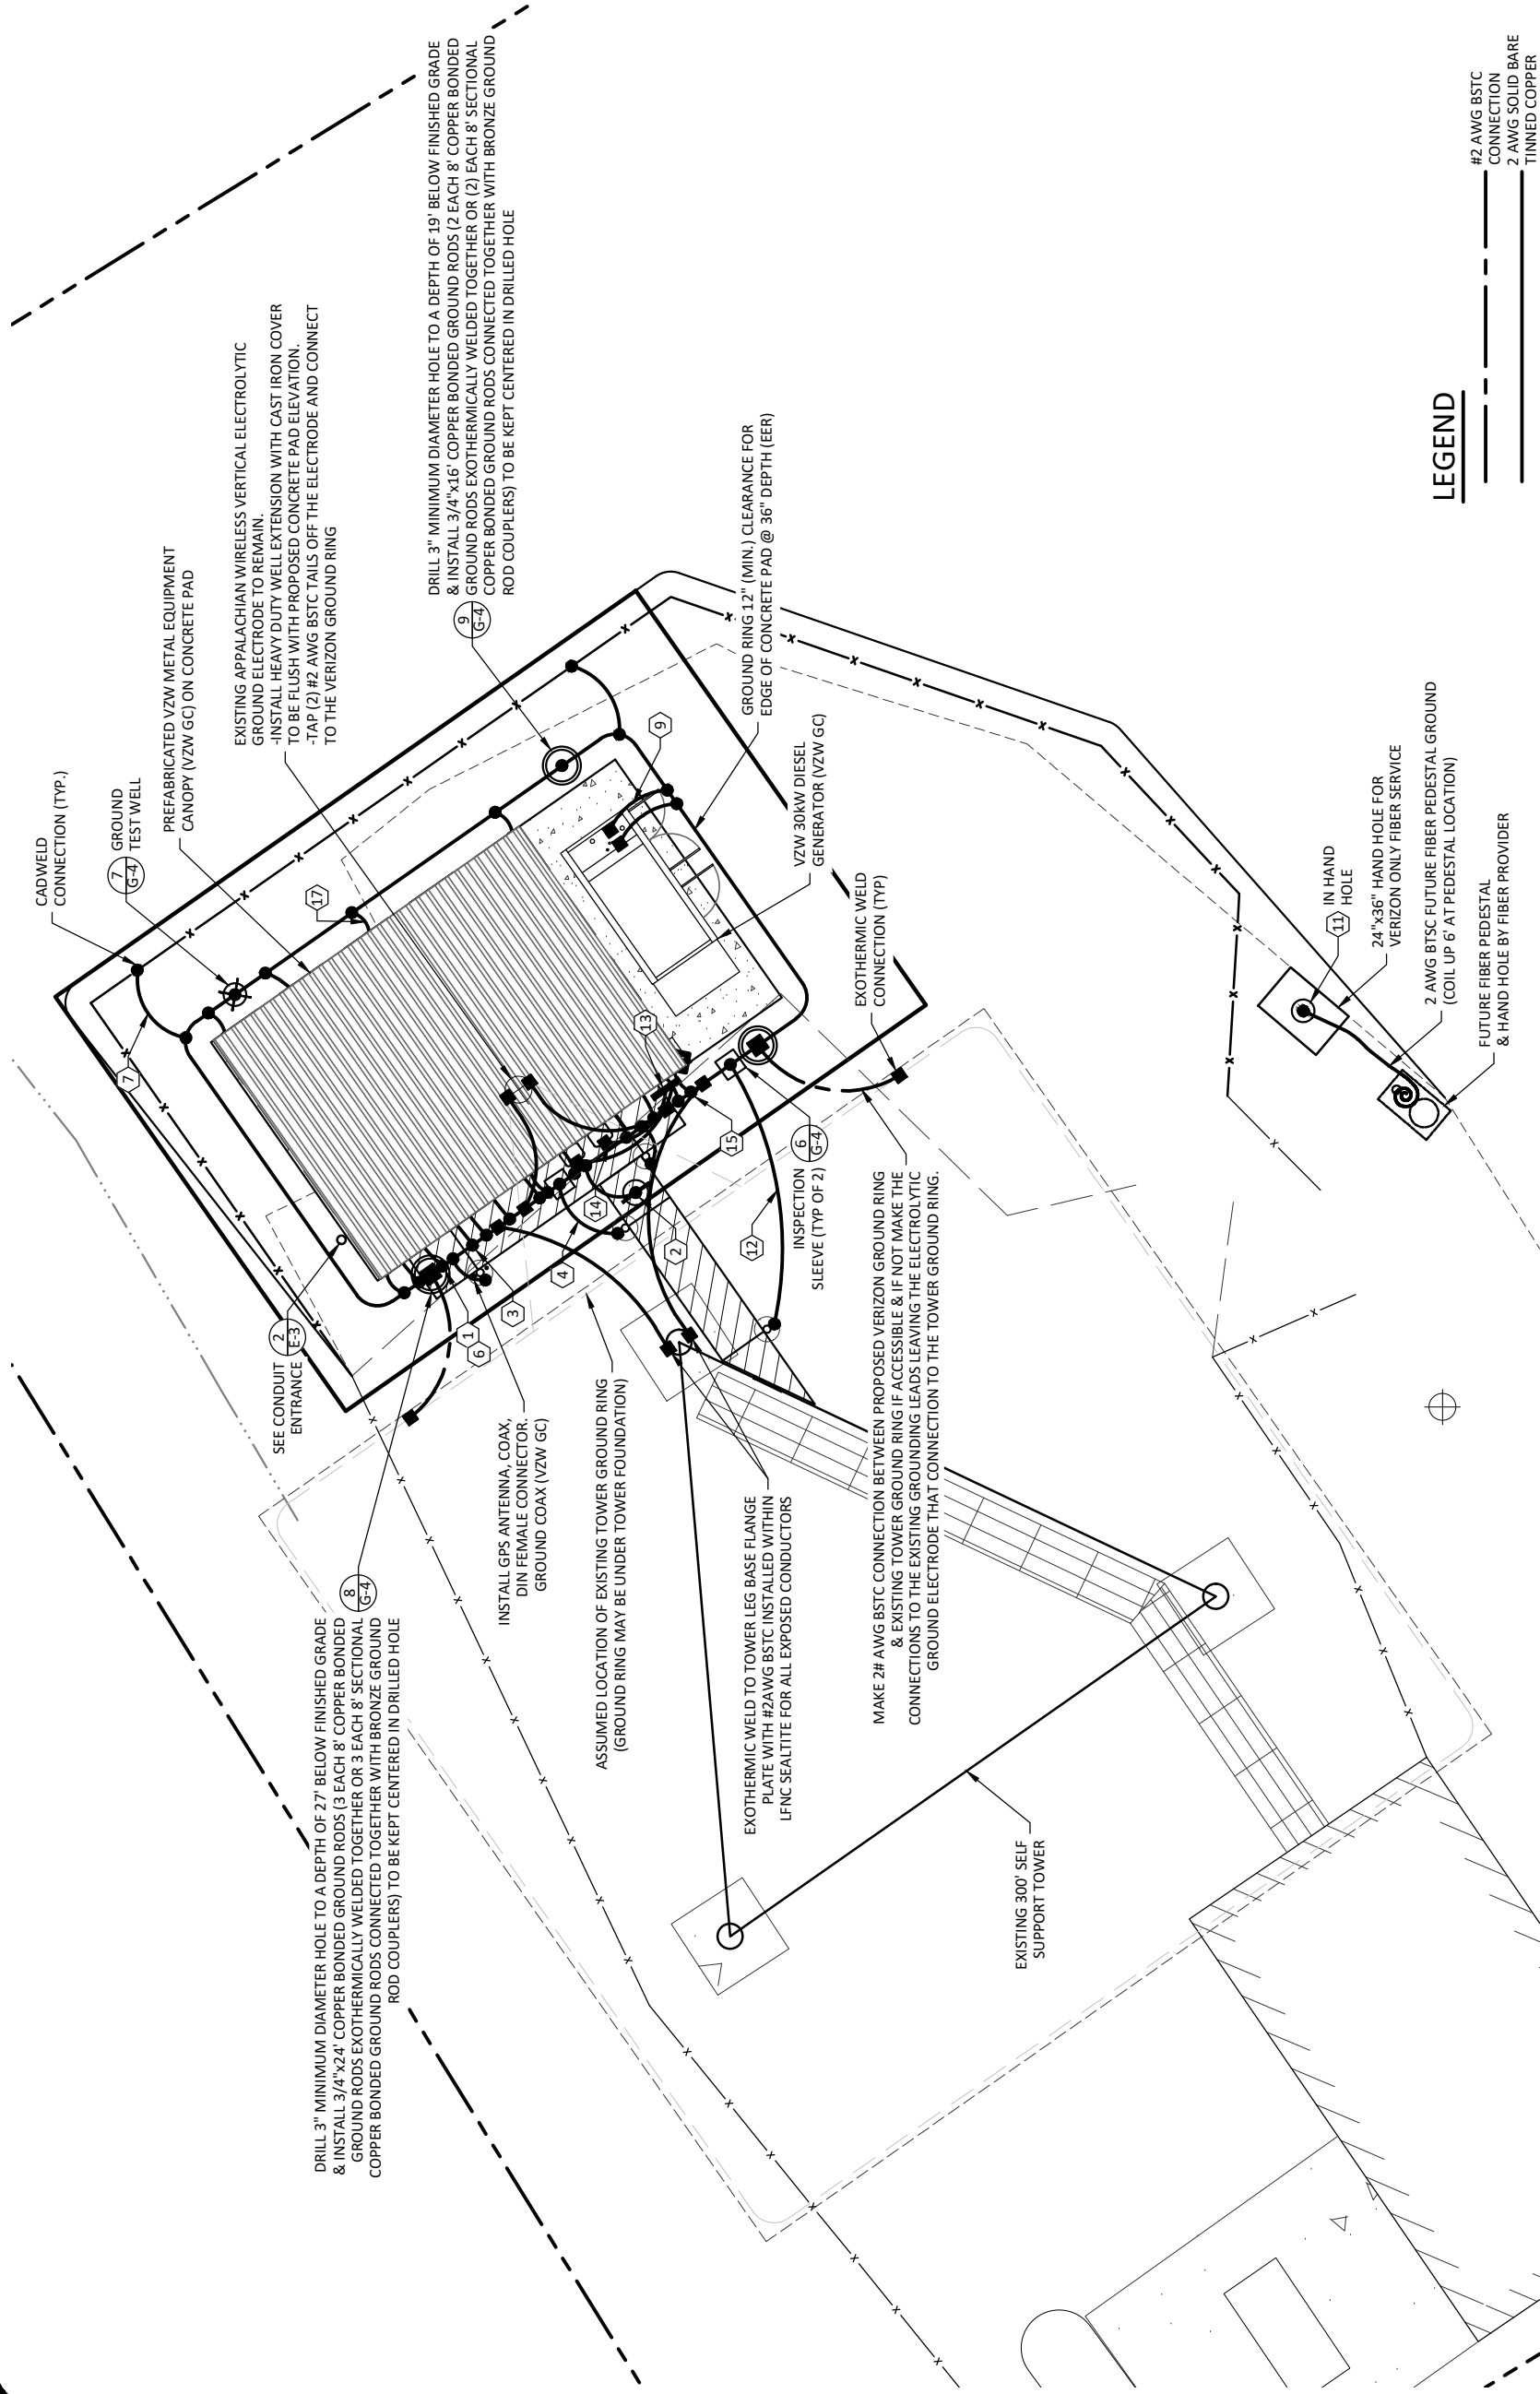 CADWELD
CONNECTION (TYP.)
7
G-4
GROUND
TEST WELL
PREFABRICATED VZW METAL EQUIPMENT
CANOPY (VZW GC) ON CONCRETE PAD
EXISTING APPALACHIAN WIRELESS VERTICAL ELECTROLYTIC
GROUND ELECTRODE TO REMAIN.
-INSTALL HEAVY DUTY WELL EXTENSION WITH CAST IRON COVER
TO BE FLUSH WITH PROPOSED CONCRETE PAD ELEVATION.
-TAP (2) #2 AWG BSTC TAILS OFF THE ELECTRODE AND CONNECT
TO THE VERIZON GROUND RING
DRILL 3" MINIMUM DIAMETER HOLE TO A DEPTH OF 19' BELOW FINISHED GRADE
& INSTALL 3/4"x16' COPPER BONDED GROUND RODS (2 EACH 8' COPPER BONDED
GROUND RODS EXOTHERMICALLY WELDED TOGETHER OR (2) EACH 8' SECTIONAL
COPPER BONDED GROUND RODS CONNECTED TOGETHER WITH BRONZE GROUND
ROD COUPLERS) TO BE KEPT CENTERED IN DRILLED HOLE
9
G-4
GROUND RING 12" (MIN.) CLEARANCE FOR
EDGE OF CONCRETE PAD @ 36" DEPTH (EER)
VZW 30kW DIESEL
GENERATOR (VZW GC)
EXOTHERMIC WELD
CONNECTION (TYP)
7
17
9
13
15
14
12
2
4
3
1
6
6
G-4
INSPECTION
SLEEVE (TYP OF 2)
SEE CONDUIT
ENTRANCE
2
E-3
DRILL 3" MINIMUM DIAMETER HOLE TO A DEPTH OF 27' BELOW FINISHED GRADE
& INSTALL 3/4"x24' COPPER BONDED GROUND RODS (3 EACH 8' COPPER BONDED
GROUND RODS EXOTHERMICALLY WELDED TOGETHER OR 3 EACH 8' SECTIONAL
COPPER BONDED GROUND RODS CONNECTED TOGETHER WITH BRONZE GROUND
ROD COUPLERS) TO BE KEPT CENTERED IN DRILLED HOLE
8
G-4
INSTALL GPS ANTENNA, COAX,
DIN FEMALE CONNECTOR.
GROUND COAX (VZW GC)
ASSUMED LOCATION OF EXISTING TOWER GROUND RING
(GROUND RING MAY BE UNDER TOWER FOUNDATION)
EXOTHERMIC WELD TO TOWER LEG BASE FLANGE
PLATE WITH #2AWG BSTC INSTALLED WITHIN
LFNC SEALTITE FOR ALL EXPOSED CONDUCTORS
MAKE 2# AWG BSTC CONNECTION BETWEEN PROPOSED VERIZON GROUND RING
& EXISTING TOWER GROUND RING IF ACCESSIBLE & IF NOT MAKE THE
CONNECTIONS TO THE EXISTING GROUNDING LEADS LEAVING THE ELECTROLYTIC
GROUND ELECTRODE THAT CONNECTION TO THE TOWER GROUND RING.
EXISTING 300' SELF
SUPPORT TOWER
11
IN HAND
HOLE
24"x36" HAND HOLE FOR
VERIZON ONLY FIBER SERVICE
2 AWG BTSC FUTURE FIBER PEDESTAL GROUND
(COIL UP 6' AT PEDESTAL LOCATION)
FUTURE FIBER PEDESTAL
& HAND HOLE BY FIBER PROVIDER
LEGEND
#2 AWG BSTC
CONNECTION
2 AWG SOLID BARE
TINNED COPPER